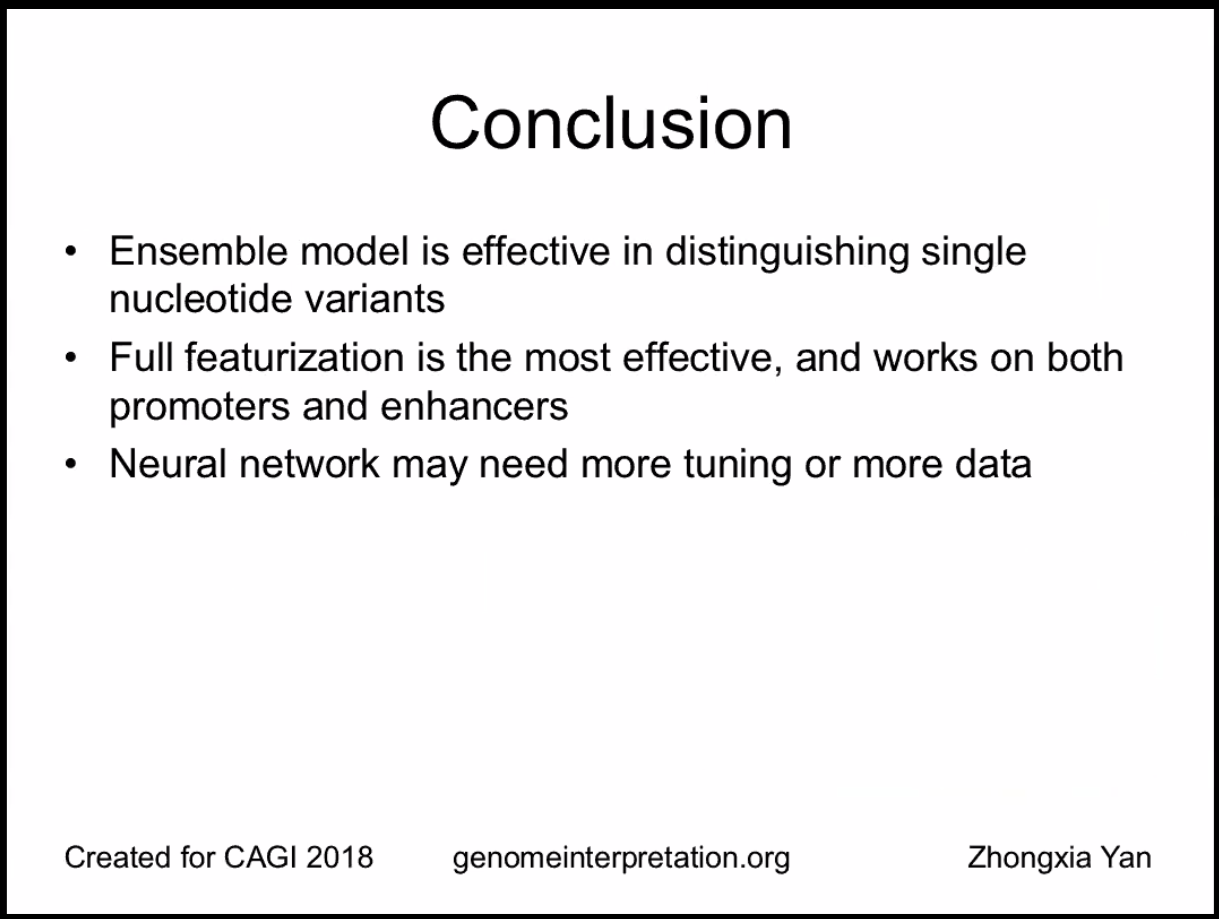 Conclusion
• Ensemble model is effective in distinguishing single
nucleotide variants
• Full featurization is the most effective, and works on both
promoters and enhancers
• Neural network may need more tuning or more data
Created for CAGI 2018 genomeinterpretation.org Zhongxia Yan